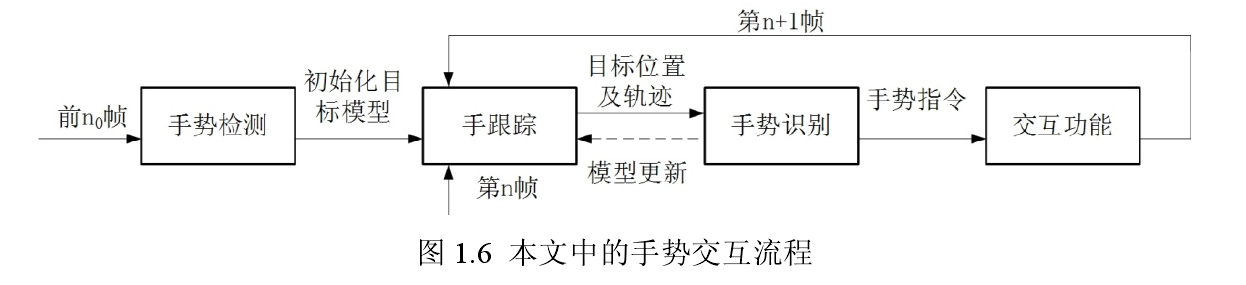 第n+1帧
前n₀帧
手势检测
初始化目
标模型
手跟踪
目标位置
及轨迹
模型更新
手势识别
手势指令
交互功能
第n帧
图 1.6 本文中的手势交互流程